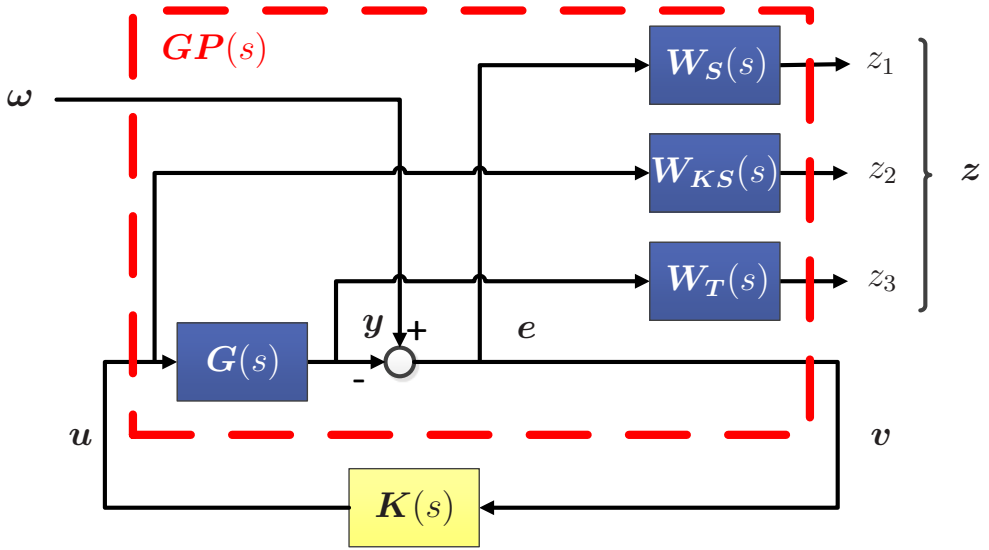 GP(s)
ω
W_S(s)
z_1
W_KS(s)
z_2
z
W_T(s)
z_3
y
+
e
G(s)
-
u
v
K(s)